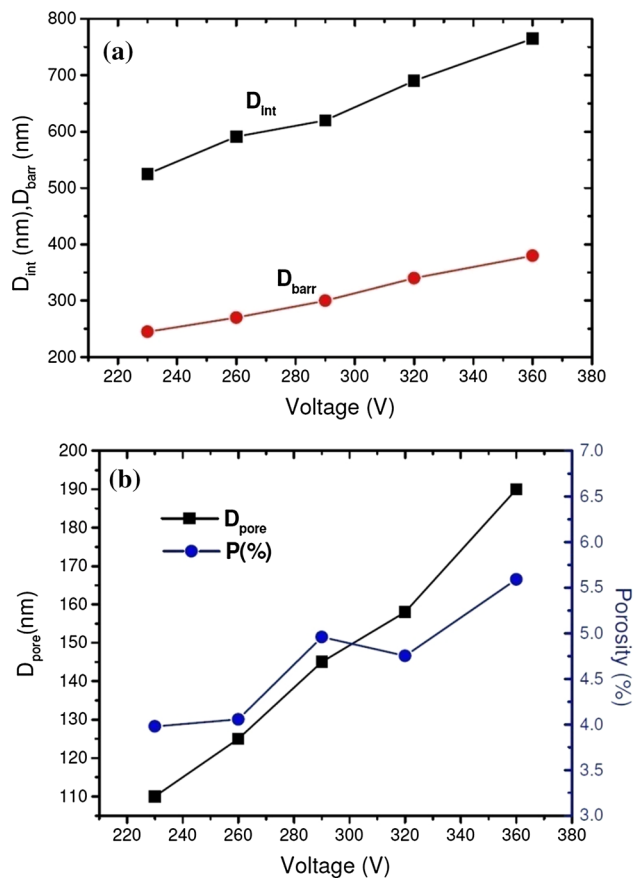 (a)
800
700
600
500
400
300
200
D_int (nm),D_barr (nm)
D_Int
D_barr
220 240 260 280 300 320 340 360 380
Voltage (V)
(b)
200
190
180
170
160
150
140
130
120
110
D_pore(nm)
D_pore
P(%)
7.0
6.5
6.0
5.5
5.0
4.5
4.0
3.5
3.0
Porosity (%)
220 240 260 280 300 320 340 360 380
Voltage (V)